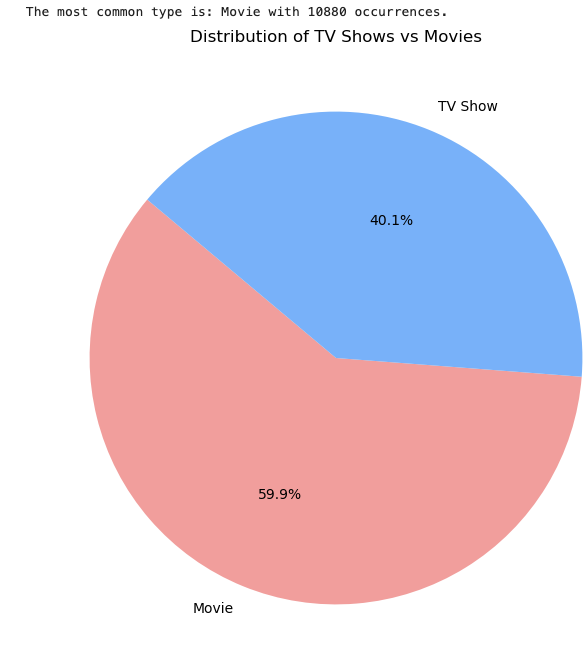 The most common type is: Movie with 10880 occurrences.
Distribution of TV Shows vs Movies
TV Show
40.1%
59.9%
Movie